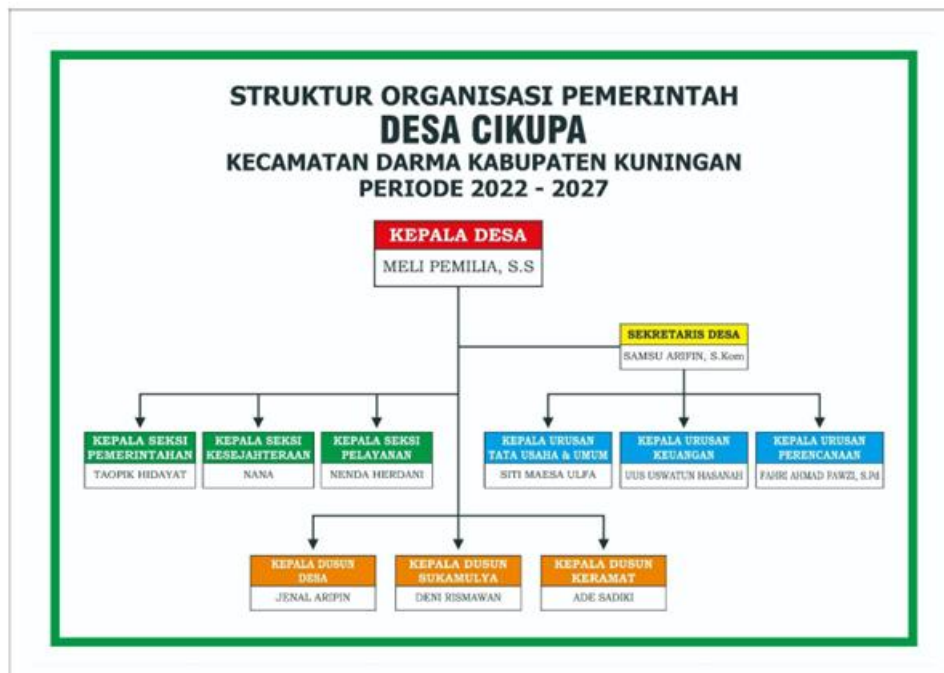 STRUKTUR ORGANISASI PEMERINTAH
DESA CIKUPA
KECAMATAN DARMA KABUPATEN KUNINGAN
PERIODE 2022 - 2027
KEPALA DESA
MELI PEMILIA, S.S
SEKRETARIS DESA
SAMSU ARIFIN, S.Kom
KEPALA SEKSI
PEMERINTAHAN
TAOPIK HIDAYAT
KEPALA SEKSI
KESEJAHTERAAN
NANA
KEPALA SEKSI
PELAYANAN
NENDA HERDANI
KEPALA URUSAN
TATA USAHA & UMUM
SITI MAESA ULFA
KEPALA URUSAN
KEUANGAN
UUS USWATUN HASANAH
KEPALA URUSAN
PERENCANAAN
FAHRI AHMAD FAWZI, S.Pd
KEPALA DUSUN
DESA
JENAL ARIPIN
KEPALA DUSUN
SUKAMULYA
DENI RISMAWAN
KEPALA DUSUN
KERAMAT
ADE SADIKI